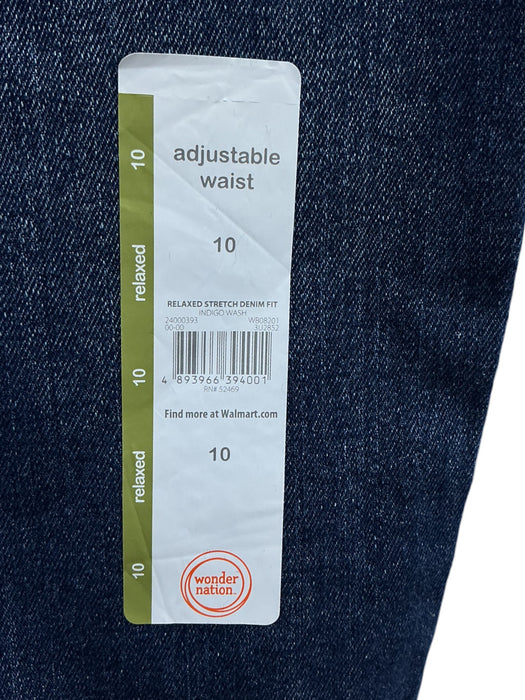 adjustable
waist
10
RELAXED STRETCH DENIM FIT
INDIGO WASH
24000393 WB08201
00-00 3U2852
4 893966 394001
RN# 52469
Find more at Walmart.com
10
wonder
nation™
10
relaxed
10
relaxed
10